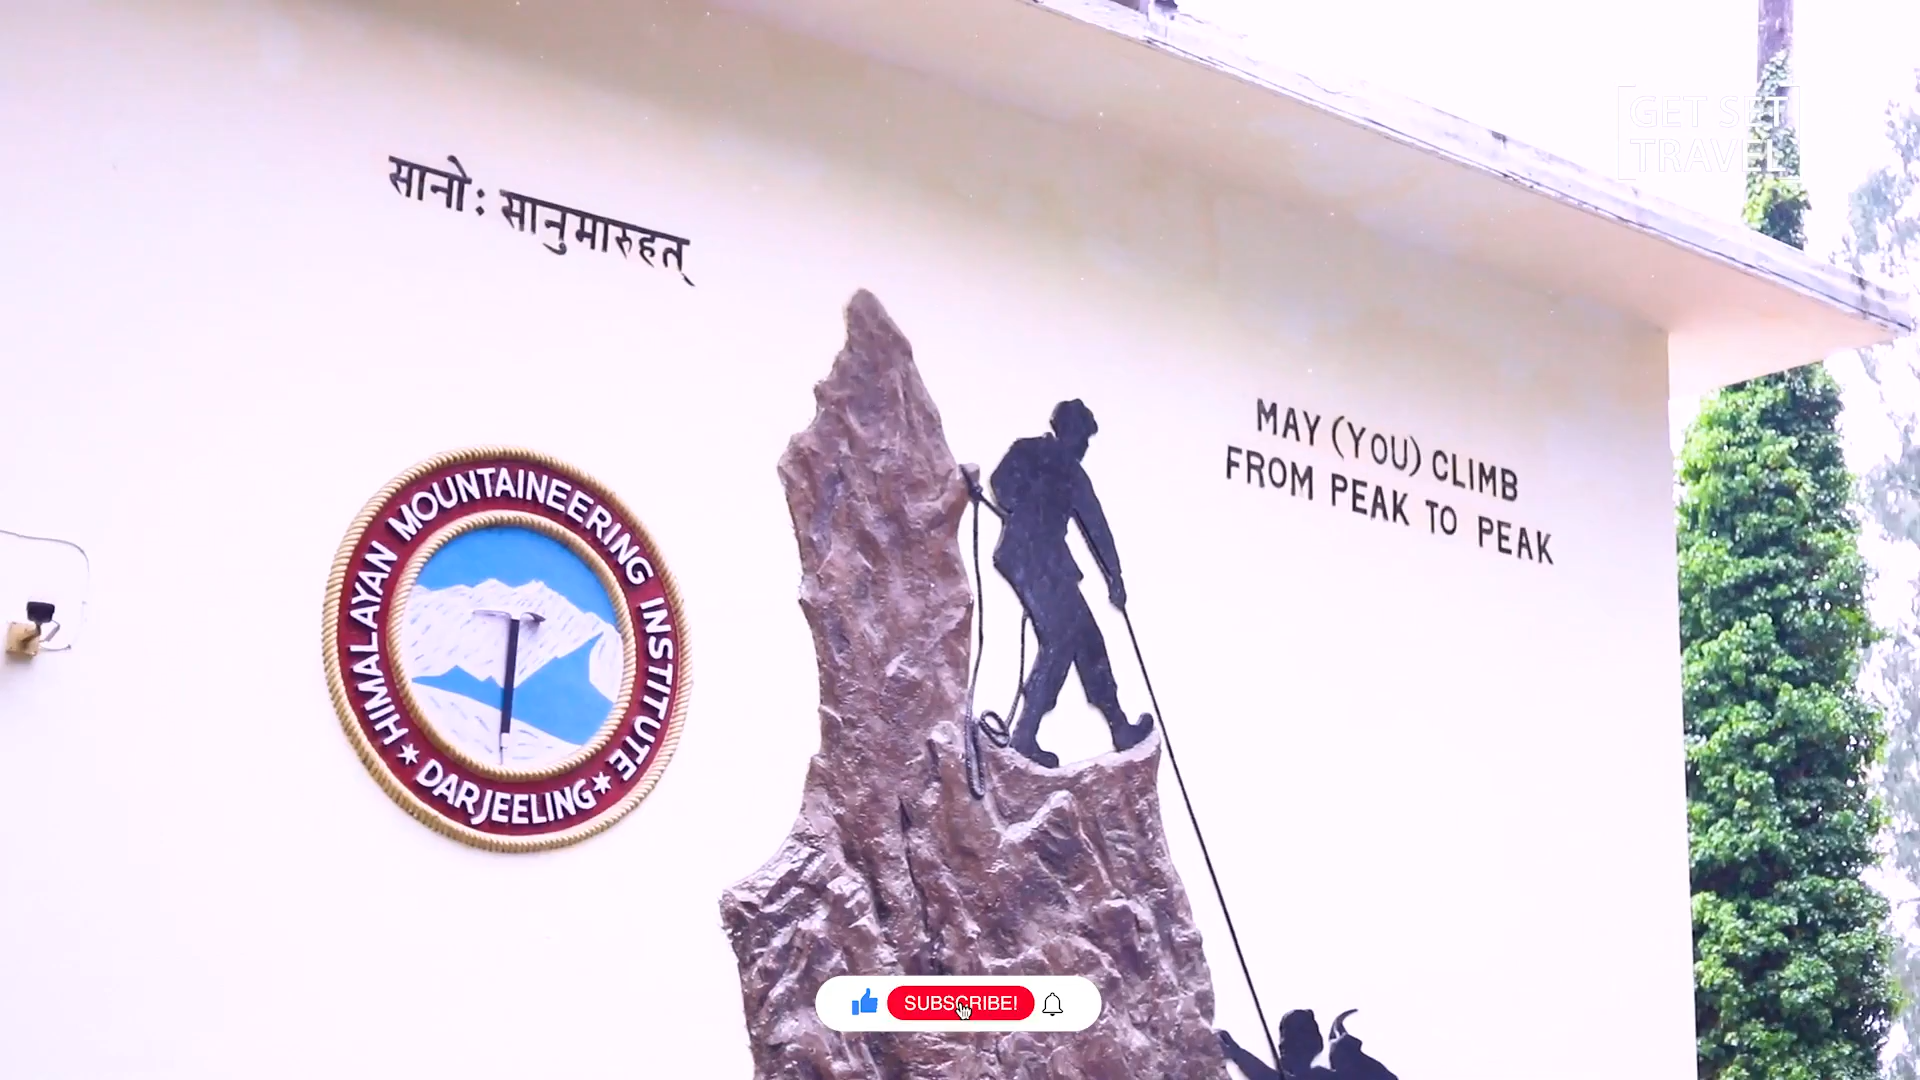 GET SET
TRAVEL
सानो: सानुमारुहत्
MAY (YOU) CLIMB
FROM PEAK TO PEAK
HIMALAYAN MOUNTAINEERING INSTITUTE
DARJEELING
SUBSCRIBE!